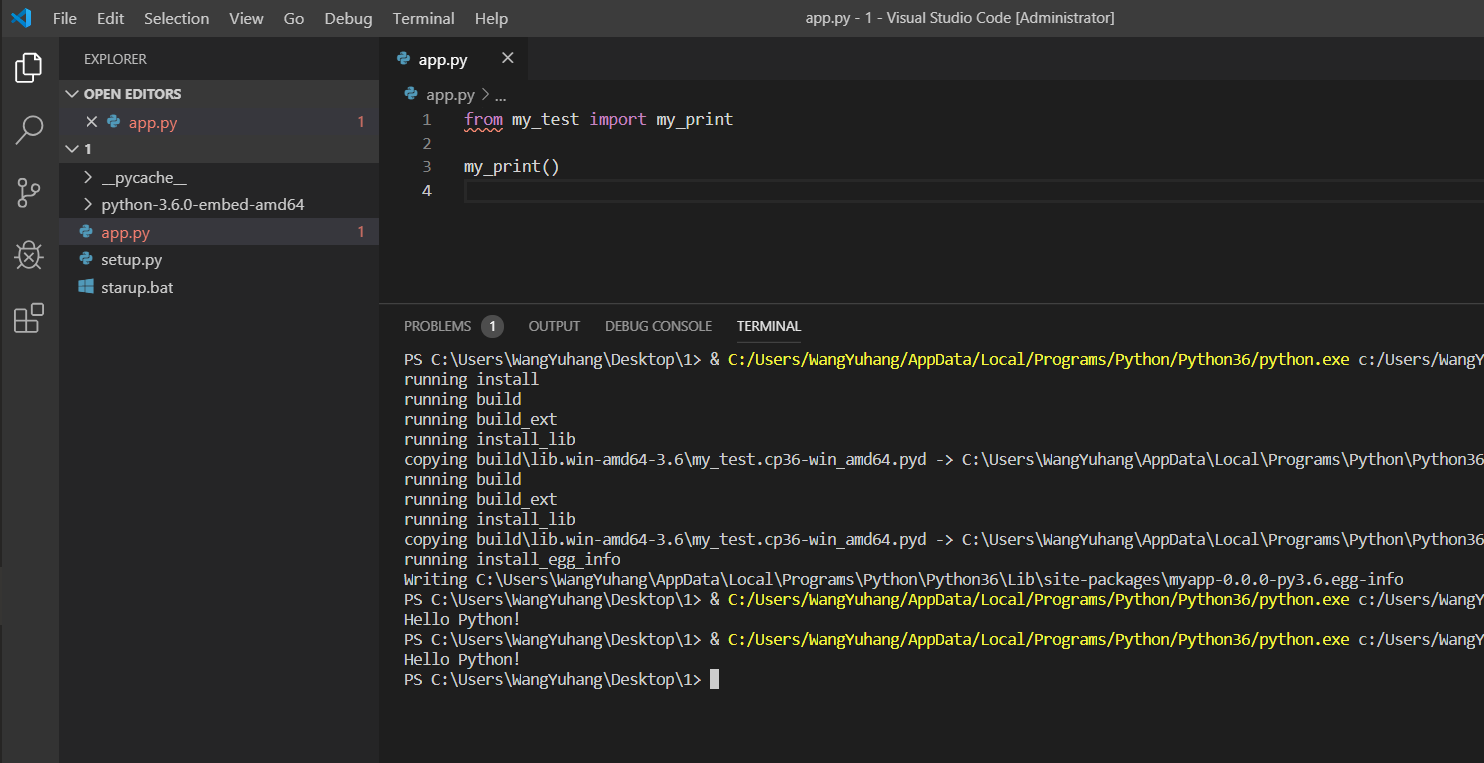 File Edit Selection View Go Debug Terminal Help
app.py - 1 - Visual Studio Code [Administrator]
EXPLORER
OPEN EDITORS
app.py 1
1
__pycache__
python-3.6.0-embed-amd64
app.py 1
setup.py
starup.bat
app.py
app.py > ...
1 from my_test import my_print
2
3 my_print()
4
PROBLEMS 1 OUTPUT DEBUG CONSOLE TERMINAL
PS C:\Users\WangYuhang\Desktop\1> & C:/Users/WangYuhang/AppData/Local/Programs/Python/Python36/python.exe c:/Users/WangY
running install
running build
running build_ext
running install_lib
copying build\lib.win-amd64-3.6\my_test.cp36-win_amd64.pyd -> C:\Users\WangYuhang\AppData\Local\Programs\Python\Python36
running build
running build_ext
running install_lib
copying build\lib.win-amd64-3.6\my_test.cp36-win_amd64.pyd -> C:\Users\WangYuhang\AppData\Local\Programs\Python\Python36
running install_egg_info
Writing C:\Users\WangYuhang\AppData\Local\Programs\Python\Python36\Lib\site-packages\myapp-0.0.0-py3.6.egg-info
PS C:\Users\WangYuhang\Desktop\1> & C:/Users/WangYuhang/AppData/Local/Programs/Python/Python36/python.exe c:/Users/WangY
Hello Python!
PS C:\Users\WangYuhang\Desktop\1> & C:/Users/WangYuhang/AppData/Local/Programs/Python/Python36/python.exe c:/Users/WangY
Hello Python!
PS C:\Users\WangYuhang\Desktop\1>